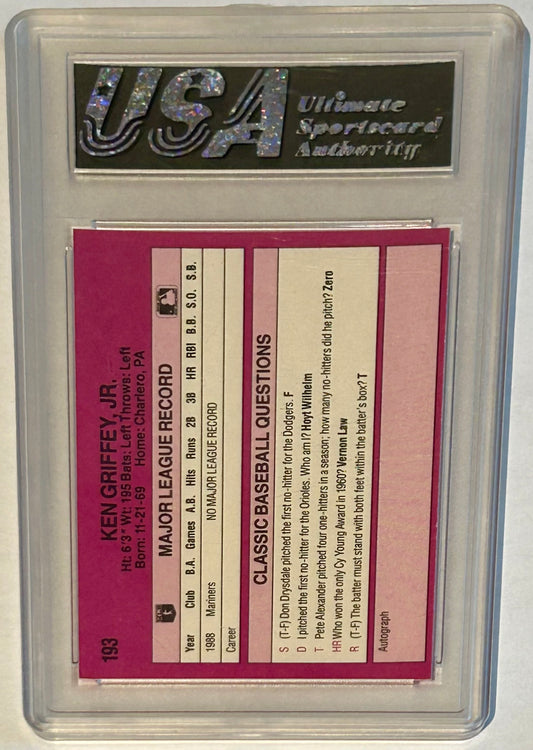 USA
Ultimate
Sportscard
Authority
193
KEN GRIFFEY, JR.
Ht: 6'3" Wt: 195 Bats: Left Throws: Left
Born: 11-21-69 Home: Charlero, PA
MAJOR LEAGUE RECORD
Year Club B.A. Games A.B. Hits Runs 2B 3B HR RBI B.B. S.O. S.B.
1988 Mariners NO MAJOR LEAGUE RECORD
Career
CLASSIC BASEBALL QUESTIONS
S (T-F) Don Drysdale pitched the first no-hitter for the Dodgers. F
D I pitched the first no-hitter for the Orioles. Who am I? Hoyt Wilhelm
T Pete Alexander pitched four one-hitters in a season; how many no-hitters did he pitch? Zero
HR Who won the only Cy Young Award in 1960? Vernon Law
R (T-F) The batter must stand with both feet within the batter's box? T
Autograph